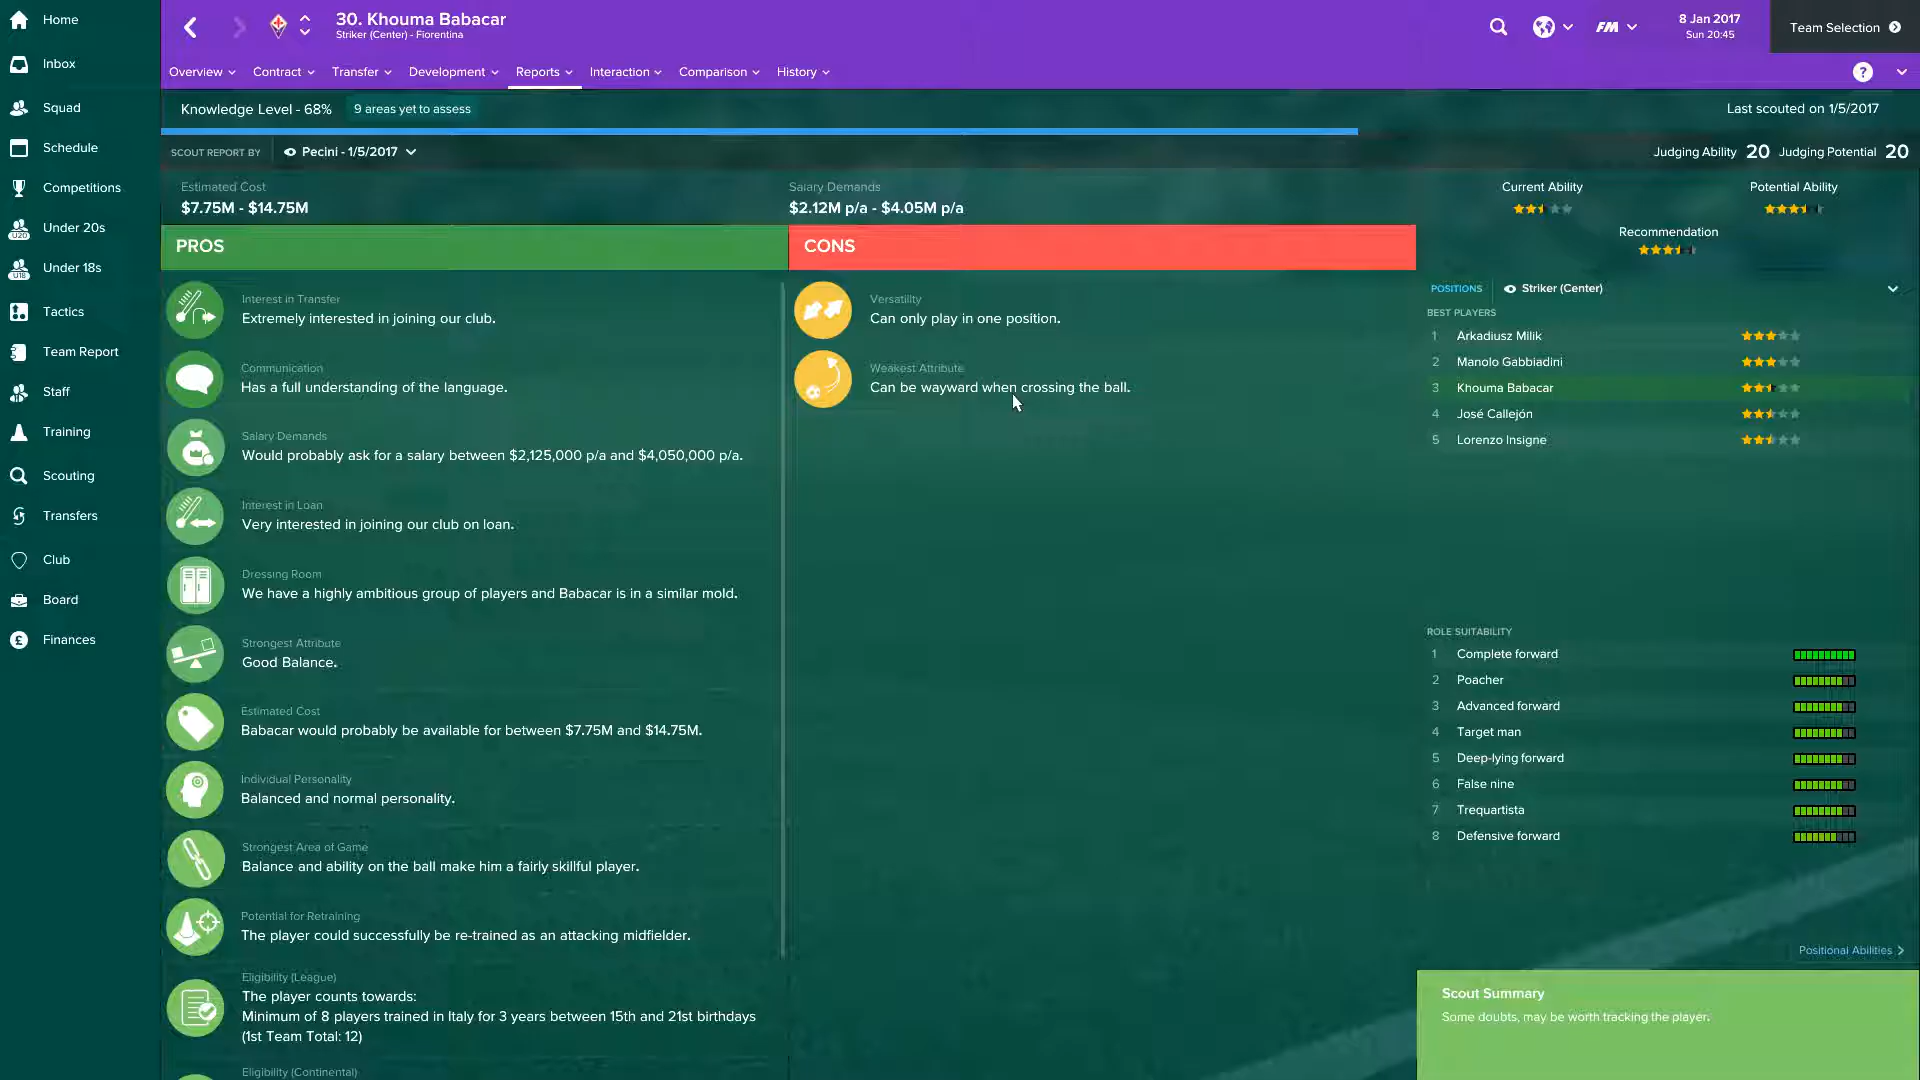 Home
Inbox
Squad
Schedule
Competitions
Under 20s
Under 18s
Tactics
Team Report
Staff
Training
Scouting
Transfers
Club
Board
Finances
30. Khouma Babacar
Striker (Center) - Fiorentina
FM
8 Jan 2017
Sun 20:45
Team Selection
Overview
Contract
Transfer
Development
Reports
Interaction
Comparison
History
?
Knowledge Level - 68%
9 areas yet to assess
Last scouted on 1/5/2017
SCOUT REPORT BY
Pecini - 1/5/2017
Judging Ability 20 Judging Potential 20
Estimated Cost
$7.75M - $14.75M
Salary Demands
$2.12M p/a - $4.05M p/a
Current Ability
Potential Ability
Recommendation
PROS
Interest in Transfer
Extremely interested in joining our club.
Communication
Has a full understanding of the language.
Salary Demands
Would probably ask for a salary between $2,125,000 p/a and $4,050,000 p/a.
Interest in Loan
Very interested in joining our club on loan.
Dressing Room
We have a highly ambitious group of players and Babacar is in a similar mold.
Strongest Attribute
Good Balance.
Estimated Cost
Babacar would probably be available for between $7.75M and $14.75M.
Individual Personality
Balanced and normal personality.
Strongest Area of Game
Balance and ability on the ball make him a fairly skillful player.
Potential for Retraining
The player could successfully be re-trained as an attacking midfielder.
Eligibility (League)
The player counts towards:
Minimum of 8 players trained in Italy for 3 years between 15th and 21st birthdays
(1st Team Total: 12)
Eligibility (Continental)
CONS
Versatility
Can only play in one position.
Weakest Attribute
Can be wayward when crossing the ball.
POSITIONS
Striker (Center)
BEST PLAYERS
1 Arkadiusz Milik
2 Manolo Gabbiadini
3 Khouma Babacar
4 José Callejón
5 Lorenzo Insigne
ROLE SUITABILITY
1 Complete forward
2 Poacher
3 Advanced forward
4 Target man
5 Deep-lying forward
6 False nine
7 Trequartista
8 Defensive forward
Positional Abilities
Scout Summary
Some doubts, may be worth tracking the player.